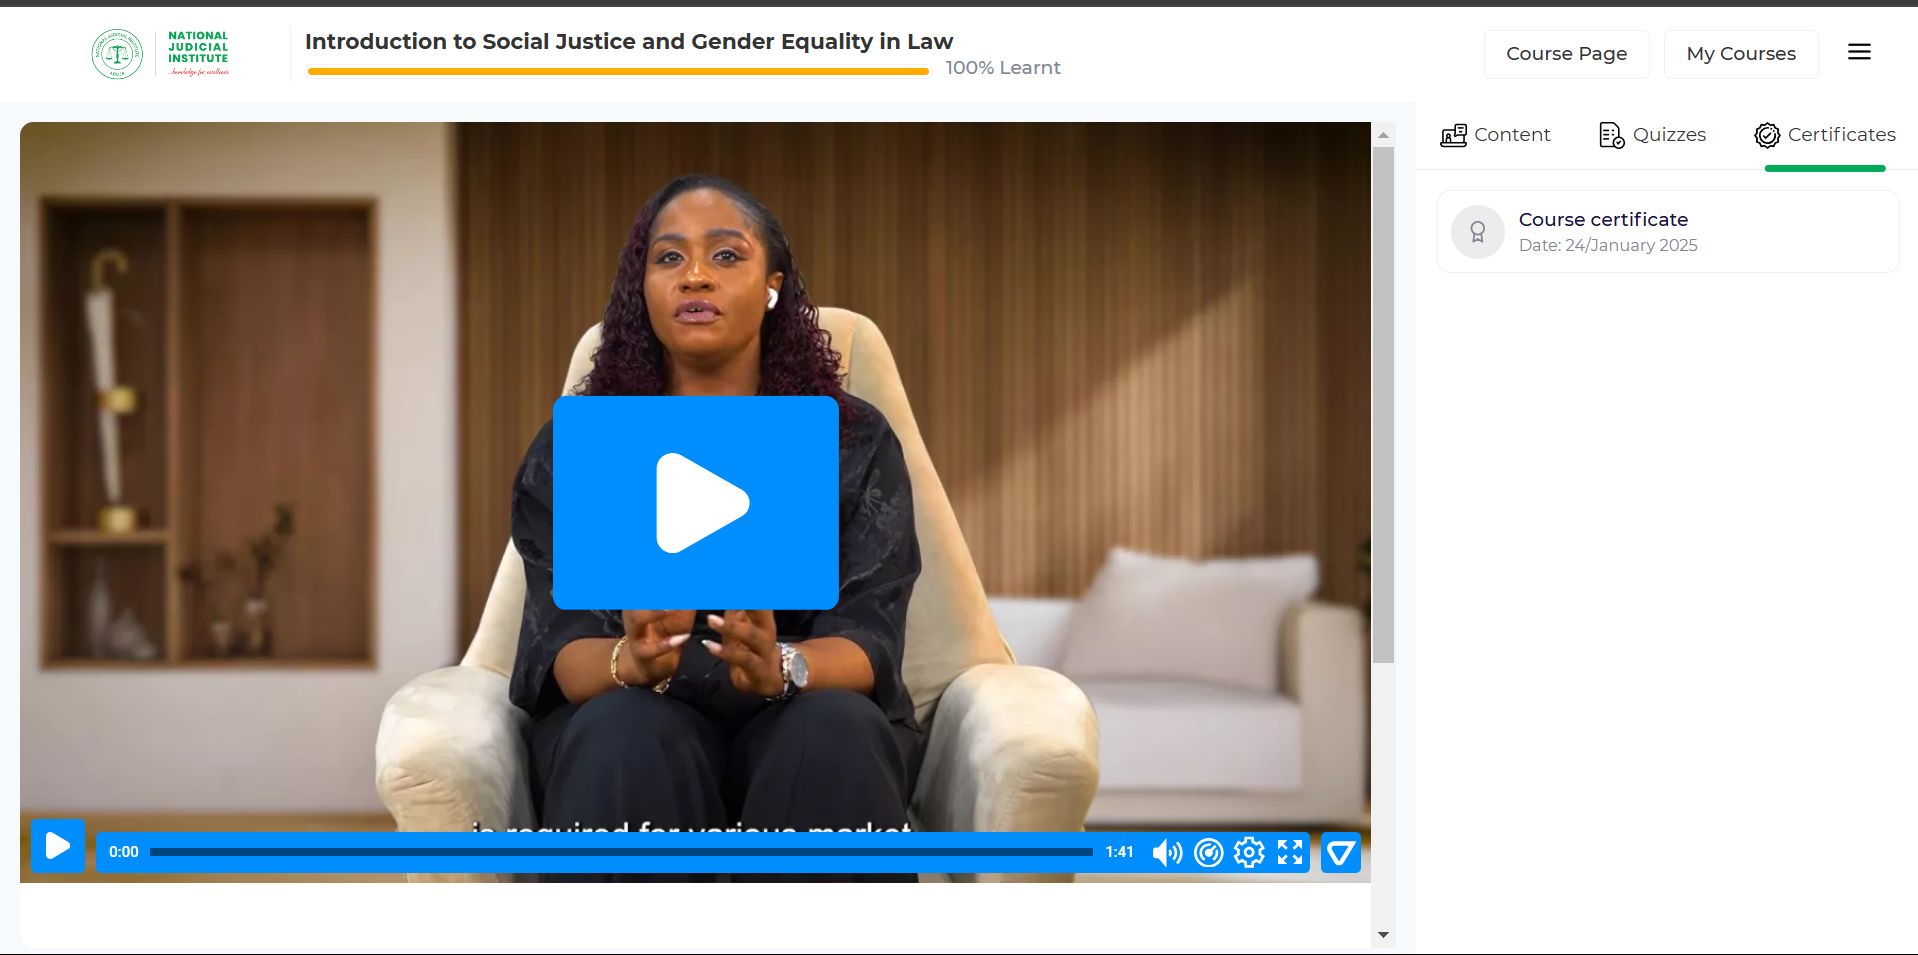 NATIONAL
JUDICIAL
INSTITUTE
Introduction to Social Justice and Gender Equality in Law
100% Learnt
Course Page
My Courses
Content
Quizzes
Certificates
Course certificate
Date: 24/January 2025
is required for various market
0:00
1:41